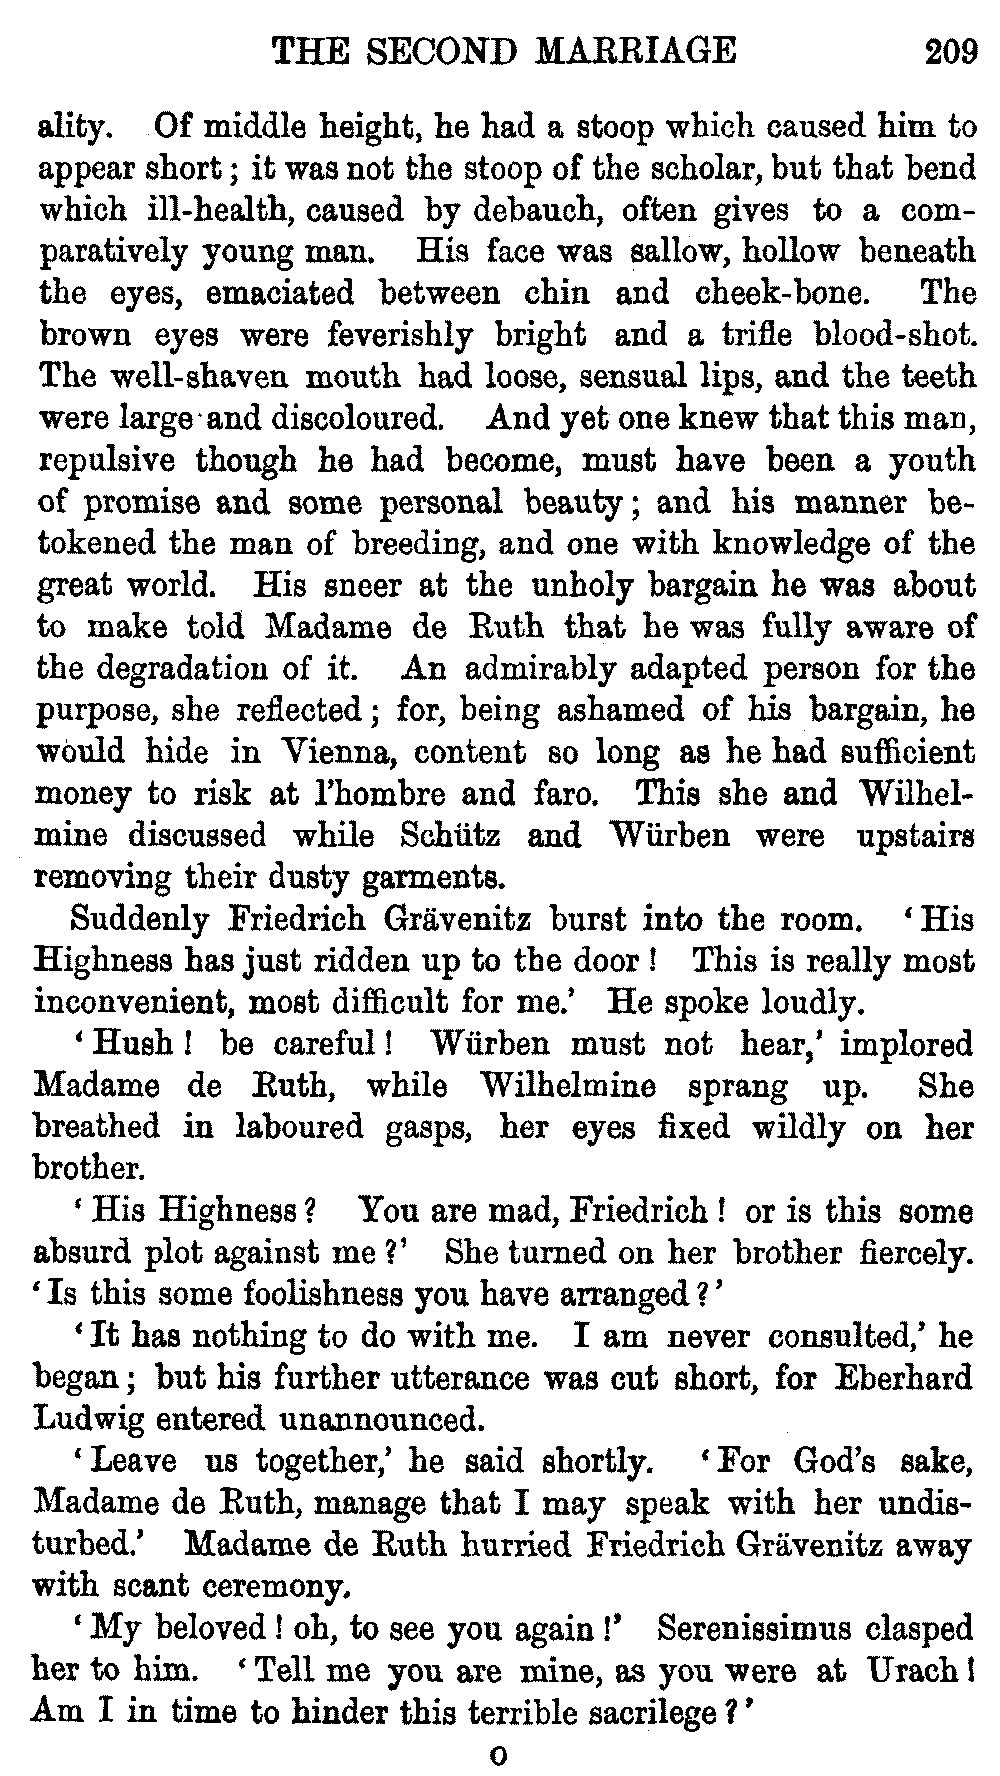 THE SECOND MARRIAGE 209
ality. Of middle height, he had a stoop which caused him to
appear short; it was not the stoop of the scholar, but that bend
which ill-health, caused by debauch, often gives to a com-
paratively young man. His face was sallow, hollow beneath
the eyes, emaciated between chin and cheek-bone. The
brown eyes were feverishly bright and a trifle blood-shot.
The well-shaven mouth had loose, sensual lips, and the teeth
were large and discoloured. And yet one knew that this man,
repulsive though he had become, must have been a youth
of promise and some personal beauty; and his manner be-
tokened the man of breeding, and one with knowledge of the
great world. His sneer at the unholy bargain he was about
to make told Madame de Ruth that he was fully aware of
the degradation of it. An admirably adapted person for the
purpose, she reflected; for, being ashamed of his bargain, he
would hide in Vienna, content so long as he had sufficient
money to risk at l'hombre and faro. This she and Wilhel-
mine discussed while Schütz and Würben were upstairs
removing their dusty garments.
Suddenly Friedrich Grävenitz burst into the room. 'His
Highness has just ridden up to the door! This is really most
inconvenient, most difficult for me.' He spoke loudly.
'Hush! be careful! Würben must not hear,' implored
Madame de Ruth, while Wilhelmine sprang up. She
breathed in laboured gasps, her eyes fixed wildly on her
brother.
'His Highness? You are mad, Friedrich! or is this some
absurd plot against me?' She turned on her brother fiercely.
'Is this some foolishness you have arranged?'
'It has nothing to do with me. I am never consulted,' he
began; but his further utterance was cut short, for Eberhard
Ludwig entered unannounced.
'Leave us together,' he said shortly. 'For God's sake,
Madame de Ruth, manage that I may speak with her undis-
turbed.' Madame de Ruth hurried Friedrich Grävenitz away
with scant ceremony.
'My beloved! oh, to see you again!' Serenissimus clasped
her to him. 'Tell me you are mine, as you were at Urach!
Am I in time to hinder this terrible sacrilege?'
O